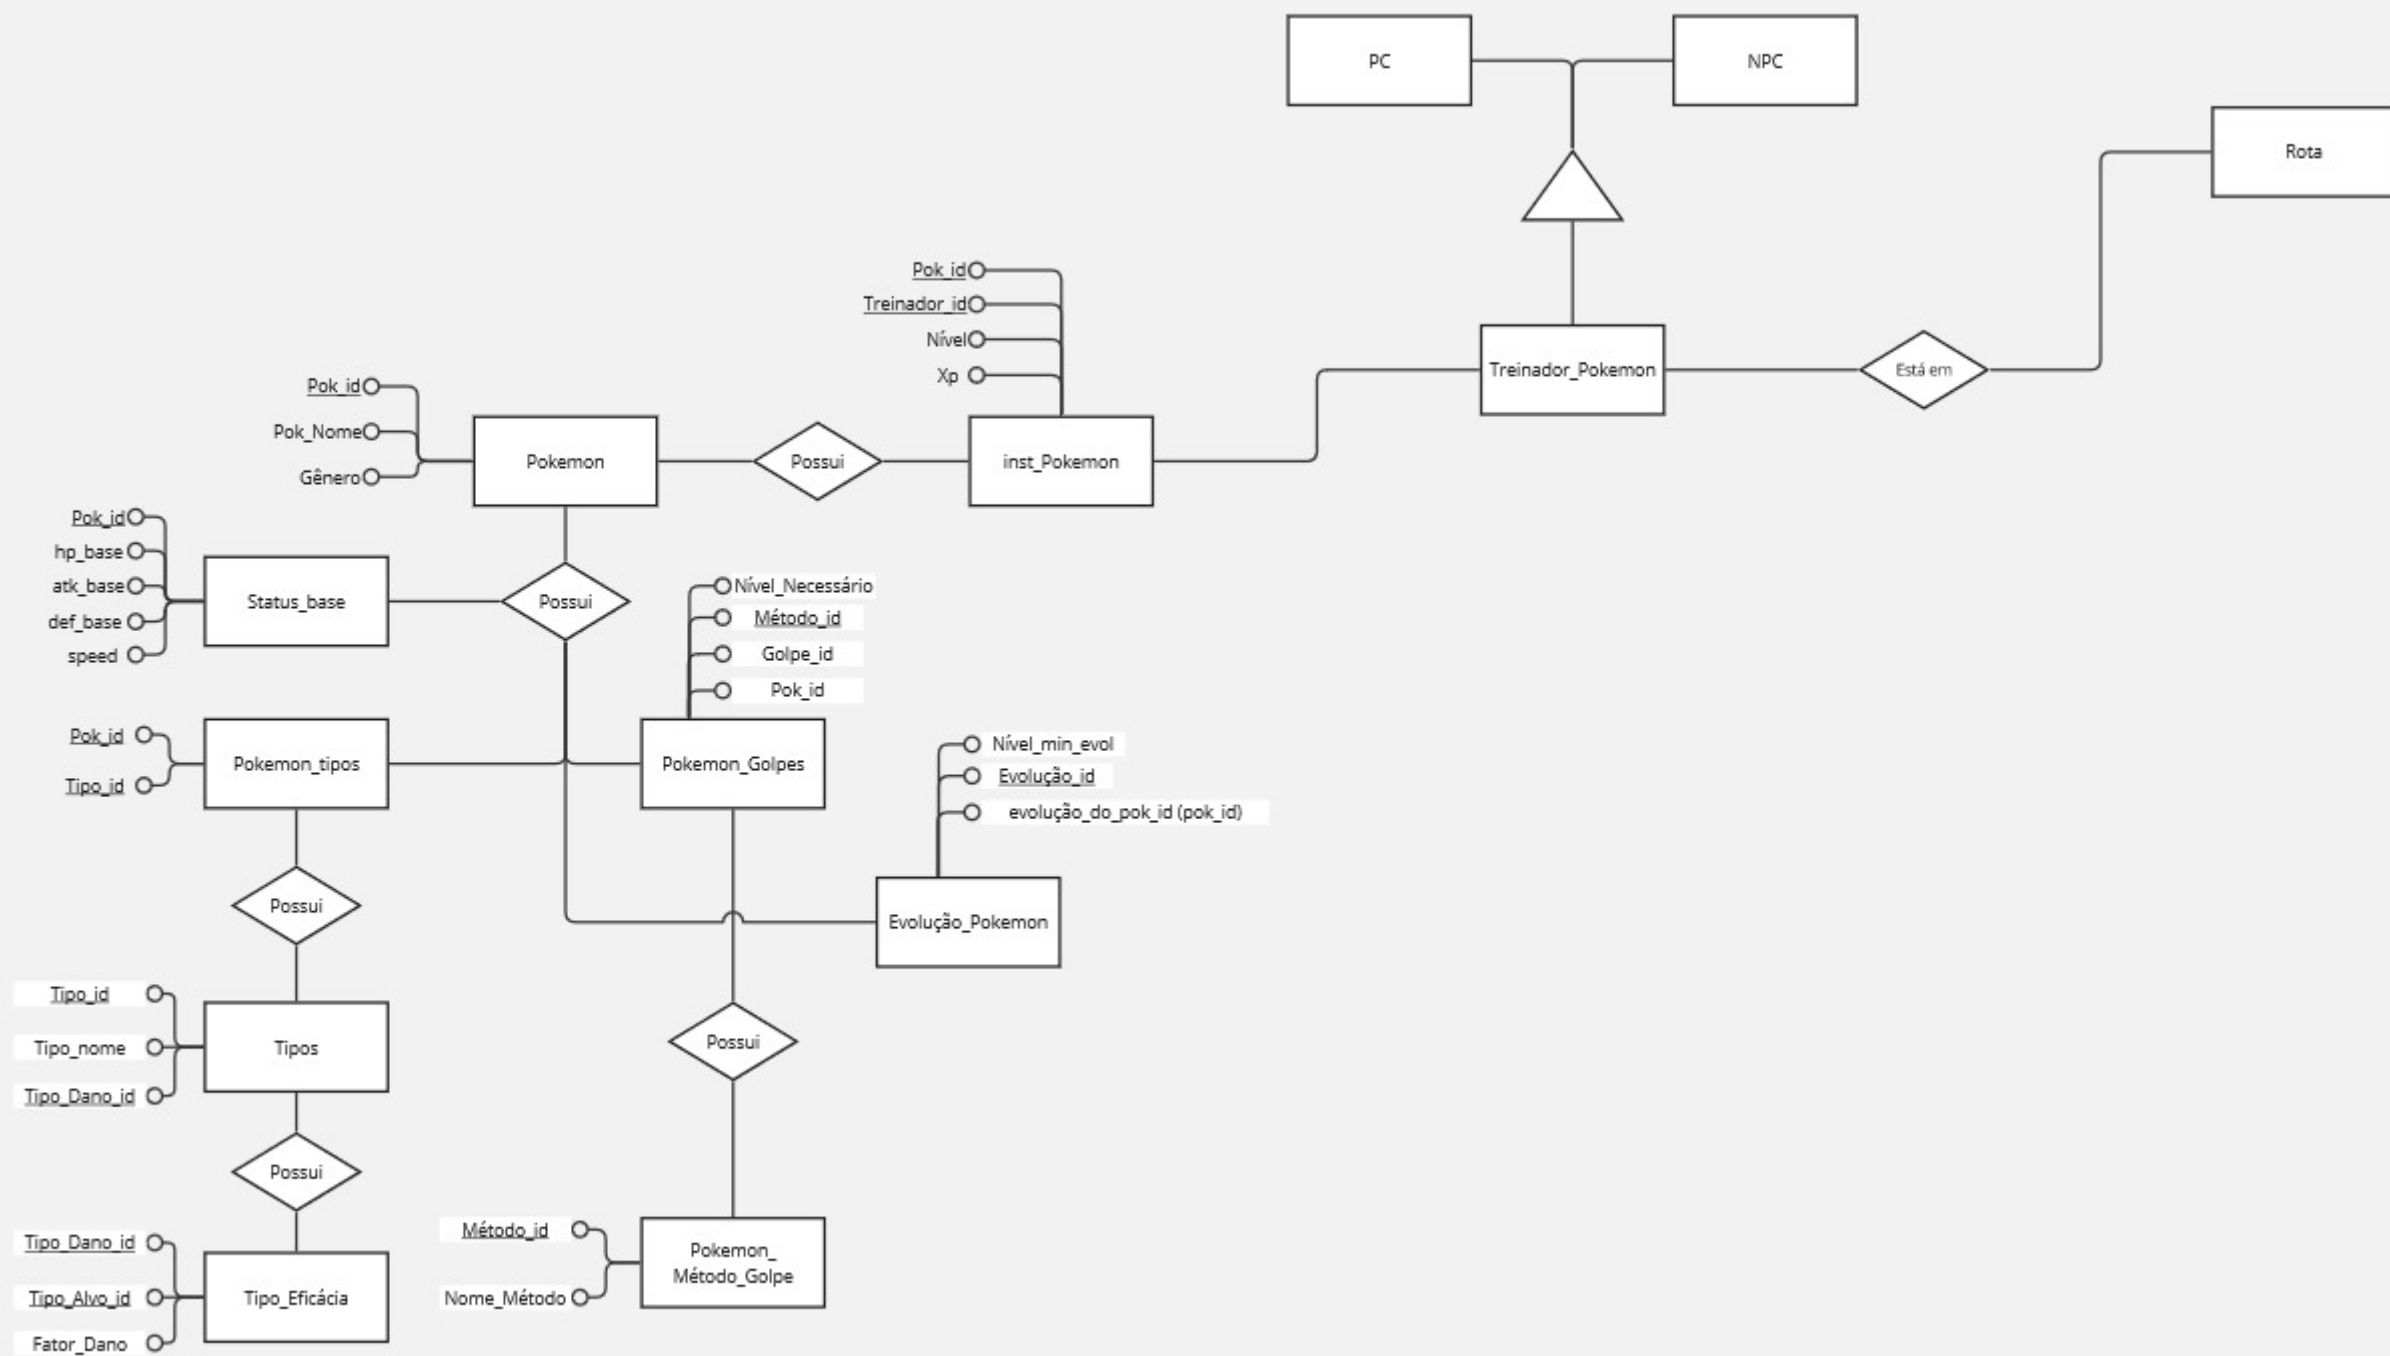 PC
NPC
Rota
Pok_id
Treinador_id
Nível
Xp
Treinador_Pokemon
Está em
Pok_id
Pok_Nome
Gênero
Pokemon
Possui
inst_Pokemon
Pok_id
hp_base
atk_base
def_base
speed
Status_base
Possui
Nível_Necessário
Método_id
Golpe_id
Pok_id
Pok_id
Tipo_id
Pokemon_tipos
Pokemon_Golpes
Nível_min_evol
Evolução_id
evolução_do_pok_id (pok_id)
Possui
Evolução_Pokemon
Tipo_id
Tipo_nome
Tipo_Dano_id
Tipos
Possui
Possui
Tipo_Dano_id
Tipo_Alvo_id
Fator_Dano
Tipo_Eficácia
Método_id
Nome_Método
Pokemon_
Método_Golpe